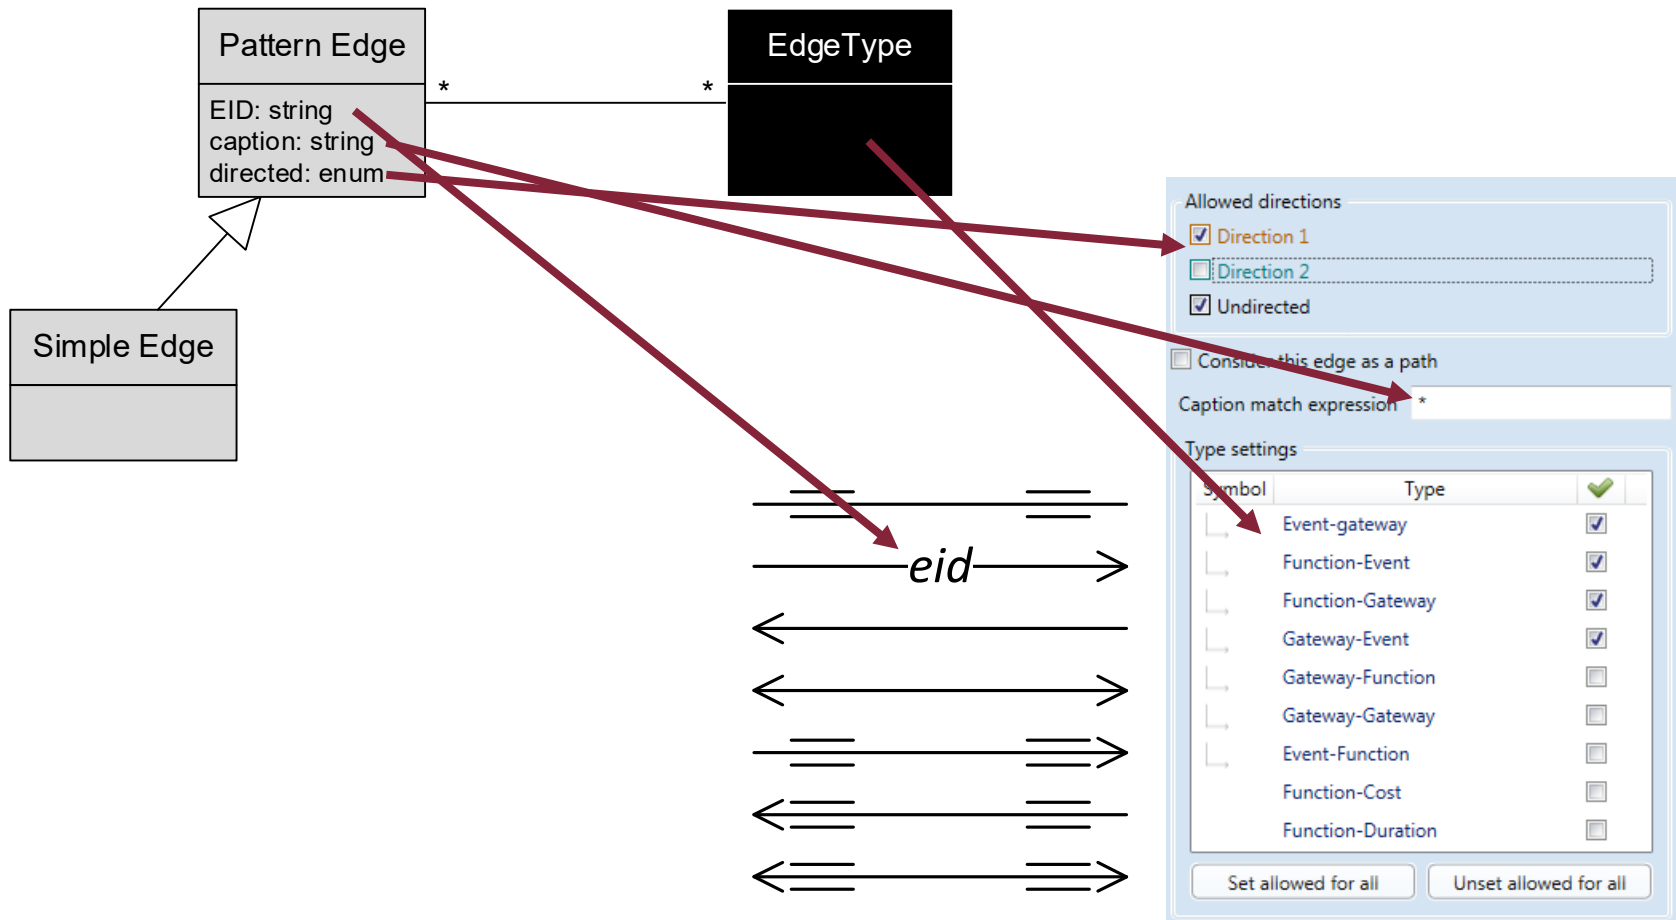 Pattern Edge
EID: string
caption: string
directed: enum
*
*
EdgeType
Simple Edge
eid
Allowed directions
Direction 1
Direction 2
Undirected
Consider this edge as a path
Caption match expression *
Type settings
Symbol Type
Event-gateway
Function-Event
Function-Gateway
Gateway-Event
Gateway-Function
Gateway-Gateway
Event-Function
Function-Cost
Function-Duration
Set allowed for all
Unset allowed for all